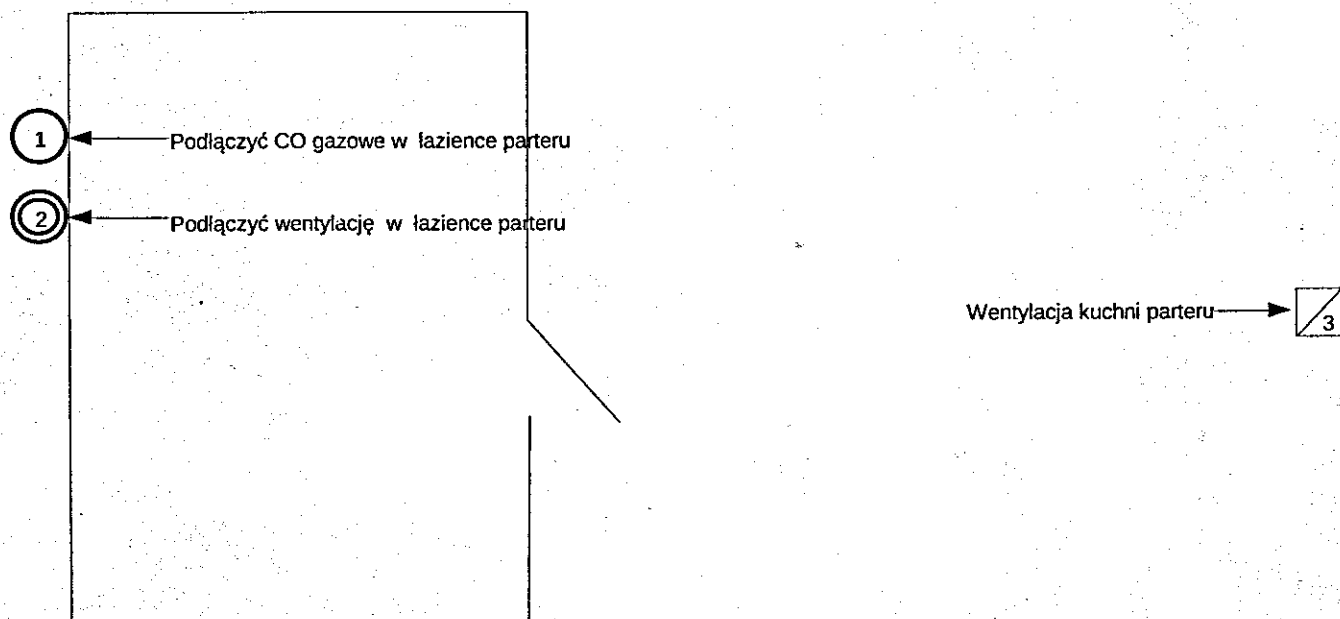 1 Podłączyć CO gazowe w łazience parteru
2 Podłączyć wentylację w łazience parteru
Wentylacja kuchni parteru 3